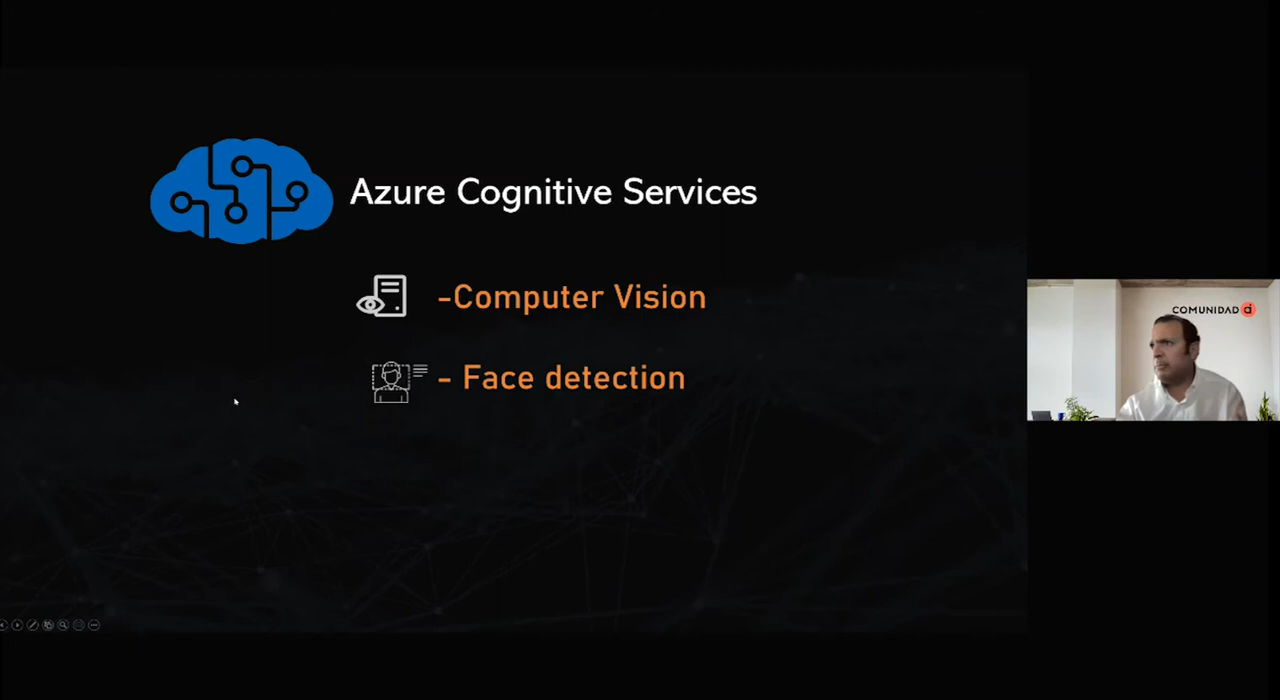 Azure Cognitive Services
-Computer Vision
- Face detection
COMUNIDAD d